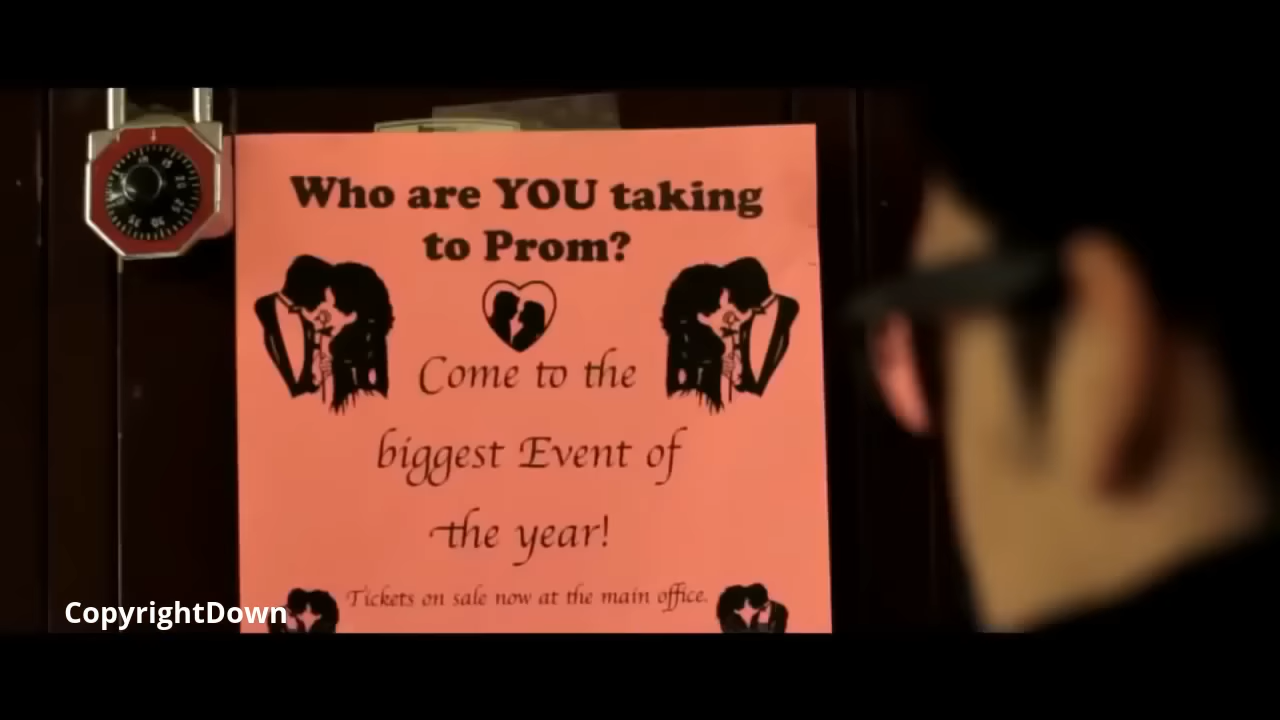 Who are YOU taking
to Prom?
Come to the
biggest Event of
the year!
Tickets on sale now at the main office.
CopyrightDown